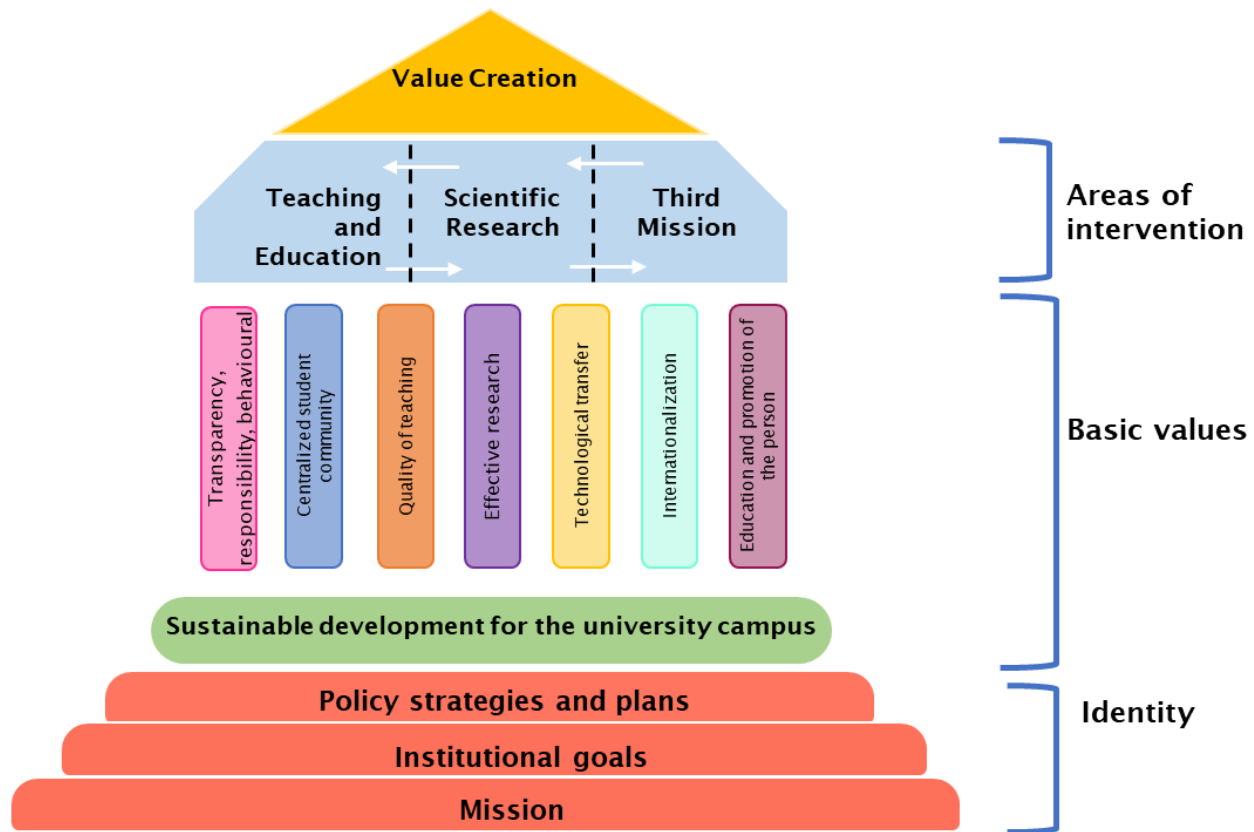 Value Creation
Teaching
and
Education
Scientific
Research
Third
Mission
Areas of
intervention
Transparency,
responsibility, behavioural
Centralized student
community
Quality of teaching
Effective research
Technological transfer
Internationalization
Education and promotion of
the person
Basic values
Sustainable development for the university campus
Policy strategies and plans
Identity
Institutional goals
Mission